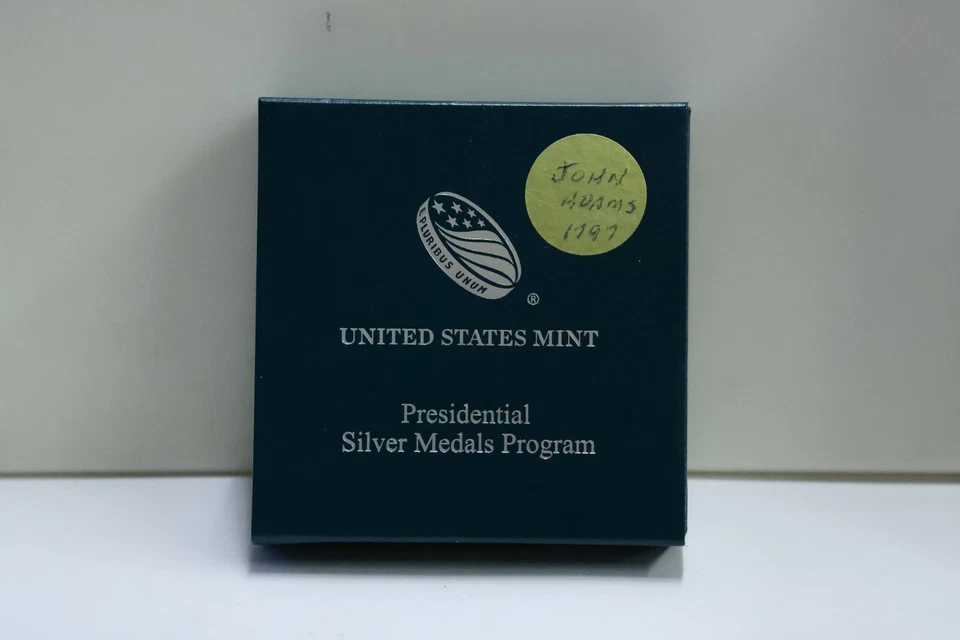 JOHN
ADAMS
1797
E PLURIBUS UNUM
®
UNITED STATES MINT
Presidential
Silver Medals Program